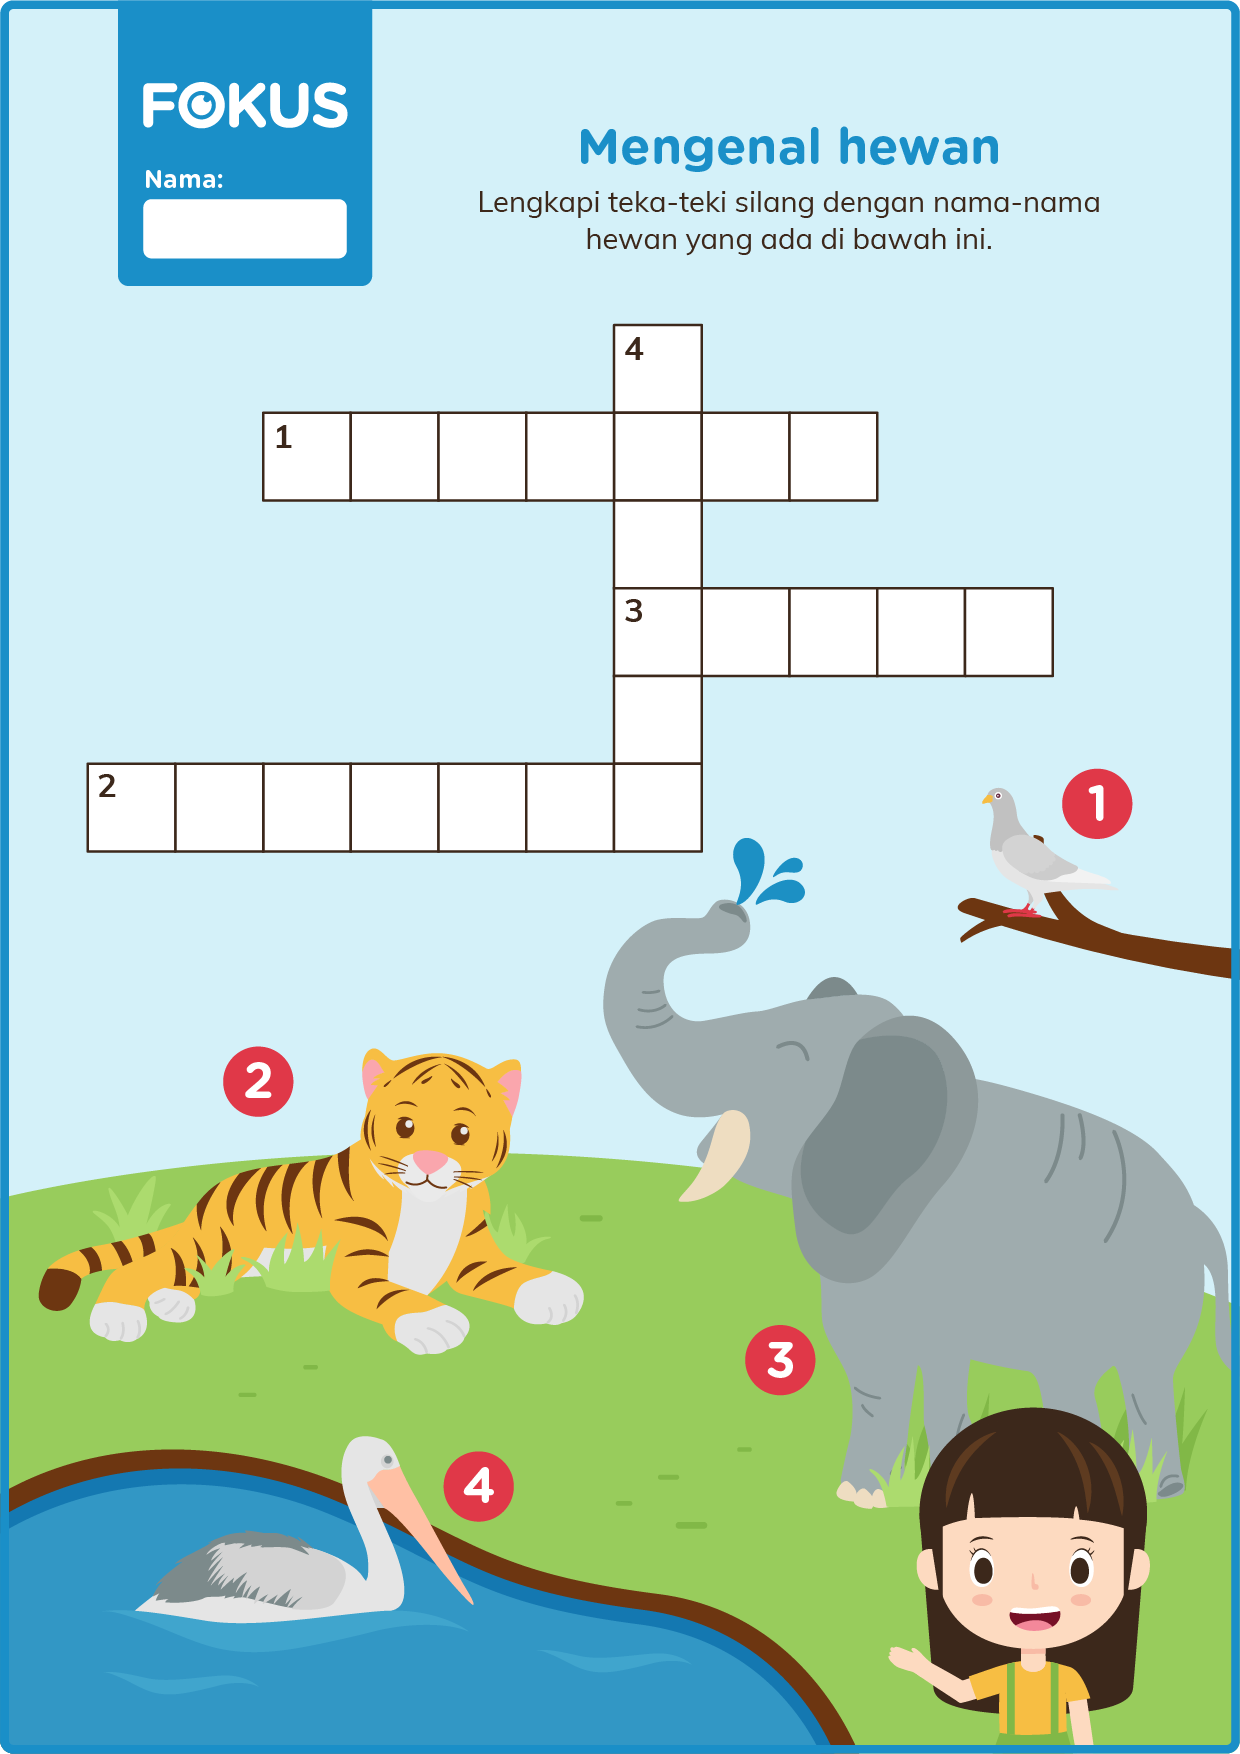 FOKUS
Nama:
Mengenal hewan
Lengkapi teka-teki silang dengan nama-nama
hewan yang ada di bawah ini.
4
1
3
2
1
2
3
4